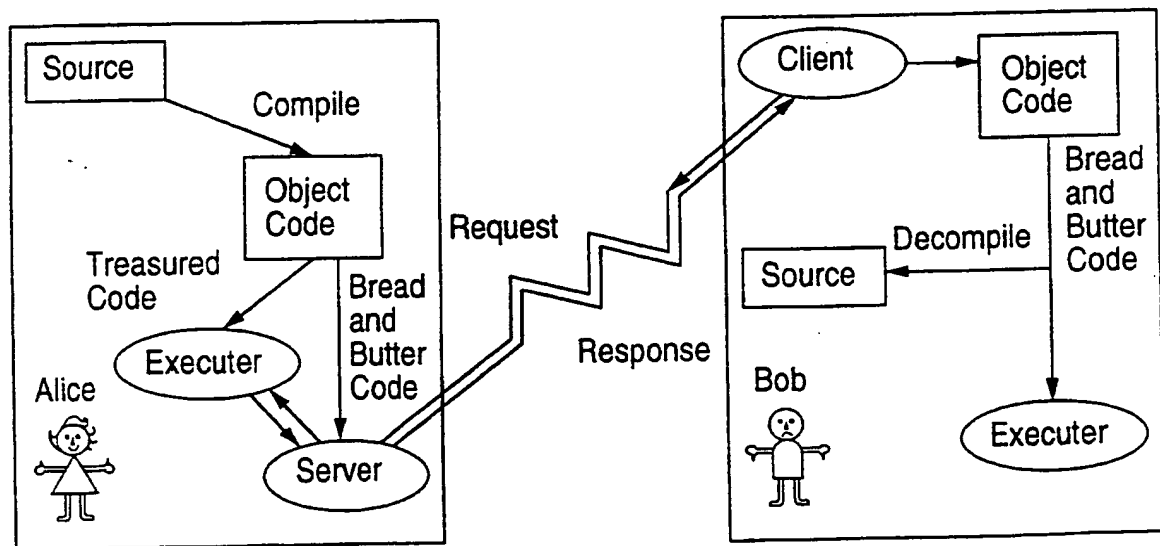 Source
Compile
Object
Code
Treasured
Code
Bread
and
Butter
Code
Executer
Alice
Server
Request
Response
Client
Object
Code
Bread
and
Butter
Code
Decompile
Source
Bob
Executer